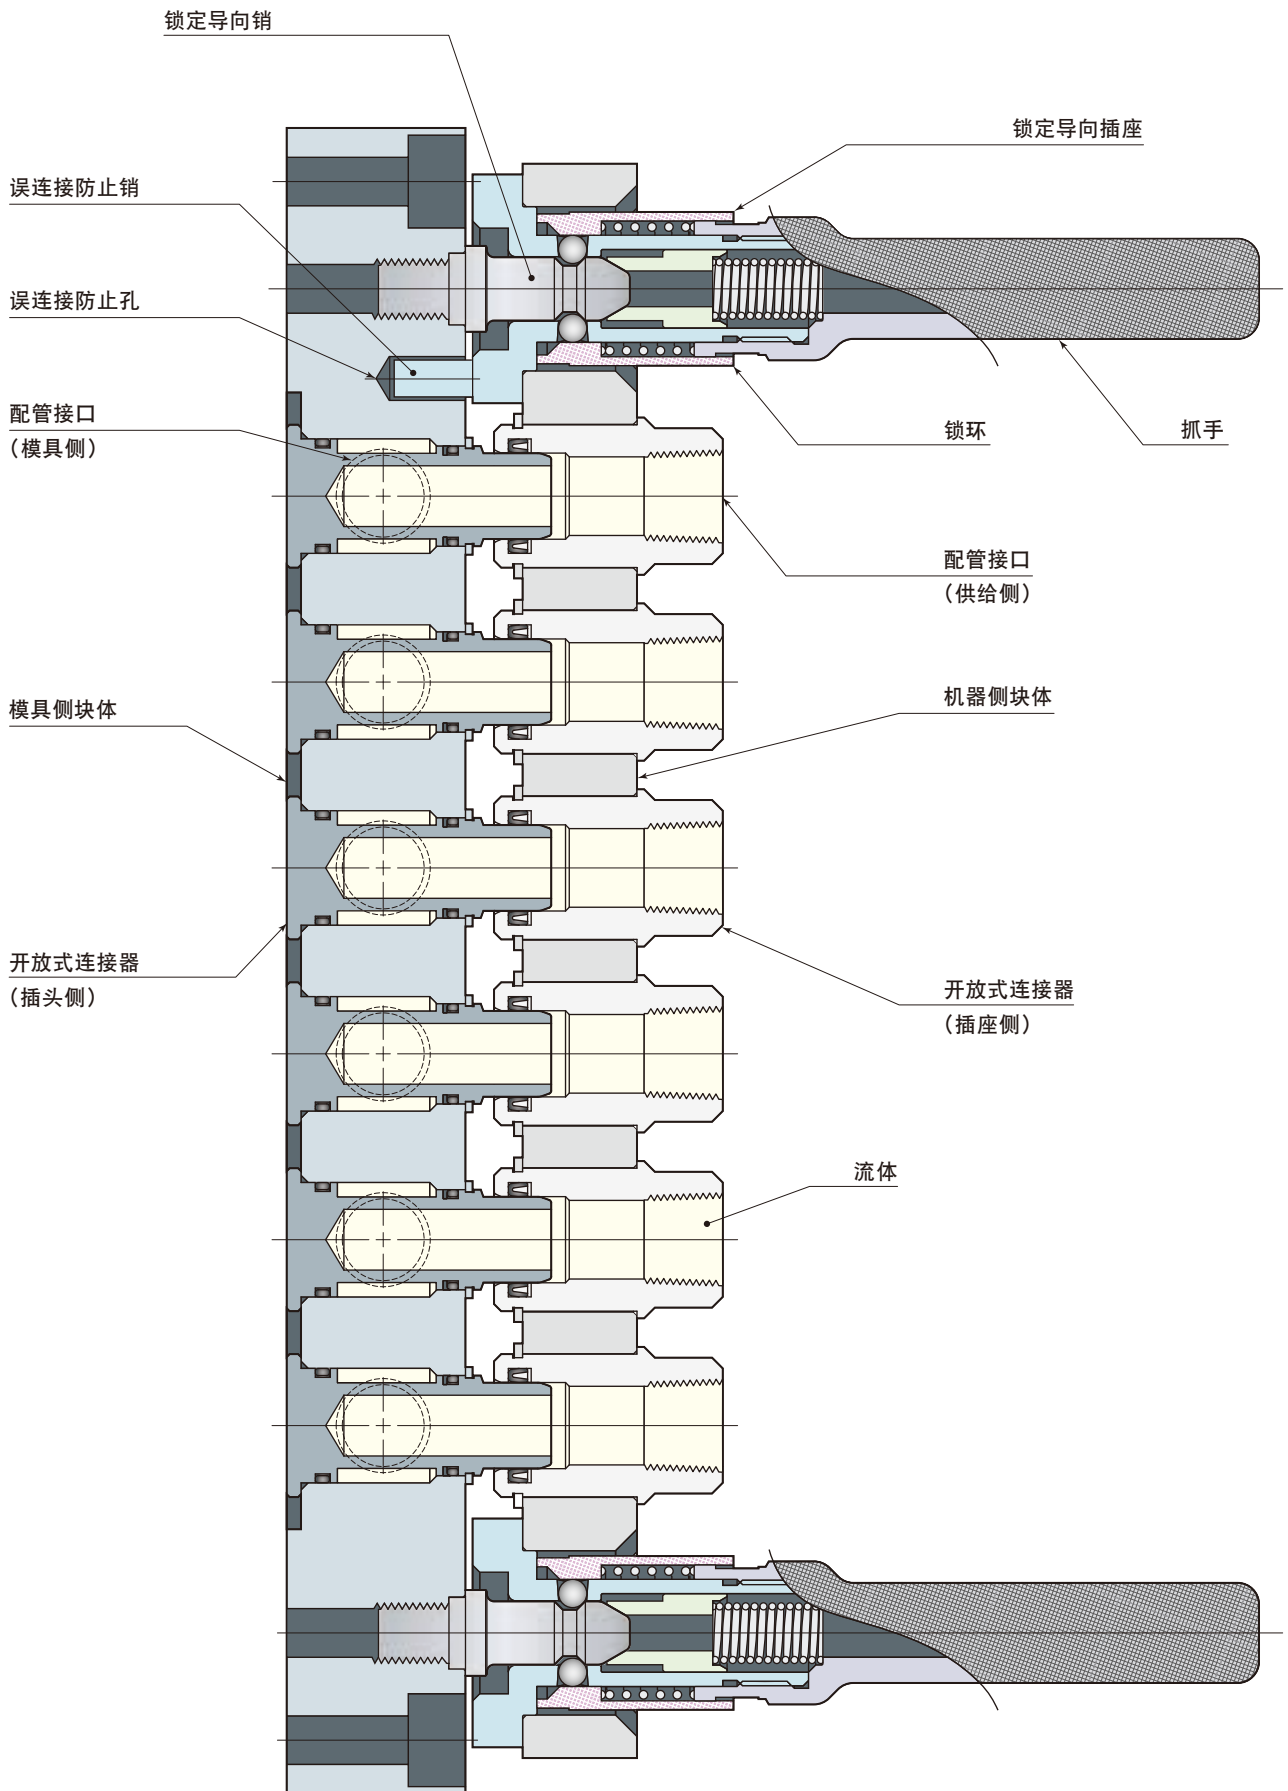 锁定导向销
锁定导向插座
误连接防止销
误连接防止孔
配管接口
（模具侧）
锁环
抓手
配管接口
（供给侧）
模具侧块体
机器侧块体
开放式连接器
（插头侧）
开放式连接器
（插座侧）
流体